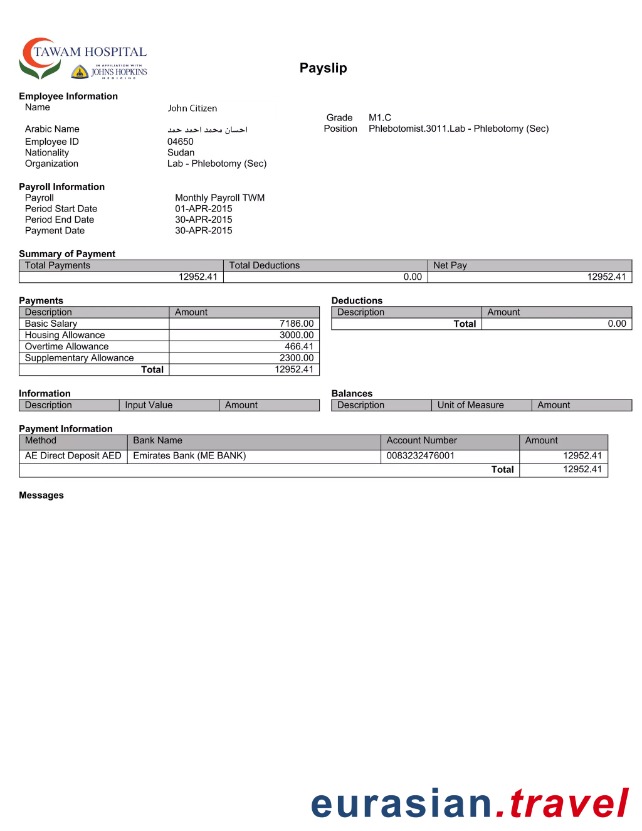 TAWAM HOSPITAL
IN AFFILIATION WITH
JOHNS HOPKINS
MEDICINE
Payslip
Employee Information
Name John Citizen
Grade M1.C
Arabic Name احسان محمد احمد حمد
Position Phlebotomist.3011.Lab - Phlebotomy (Sec)
Employee ID 04650
Nationality Sudan
Organization Lab - Phlebotomy (Sec)
Payroll Information
Payroll Monthly Payroll TWM
Period Start Date 01-APR-2015
Period End Date 30-APR-2015
Payment Date 30-APR-2015
Summary of Payment
Total Payments Total Deductions Net Pay
12952.41 0.00 12952.41
Payments Deductions
Description Amount Description Amount
Basic Salary 7186.00 Total 0.00
Housing Allowance 3000.00
Overtime Allowance 466.41
Supplementary Allowance 2300.00
Total 12952.41
Information Balances
Description Input Value Amount Description Unit of Measure Amount
Payment Information
Method Bank Name Account Number Amount
AE Direct Deposit AED Emirates Bank (ME BANK) 0083232476001 12952.41
Total 12952.41
Messages
eurasian.travel